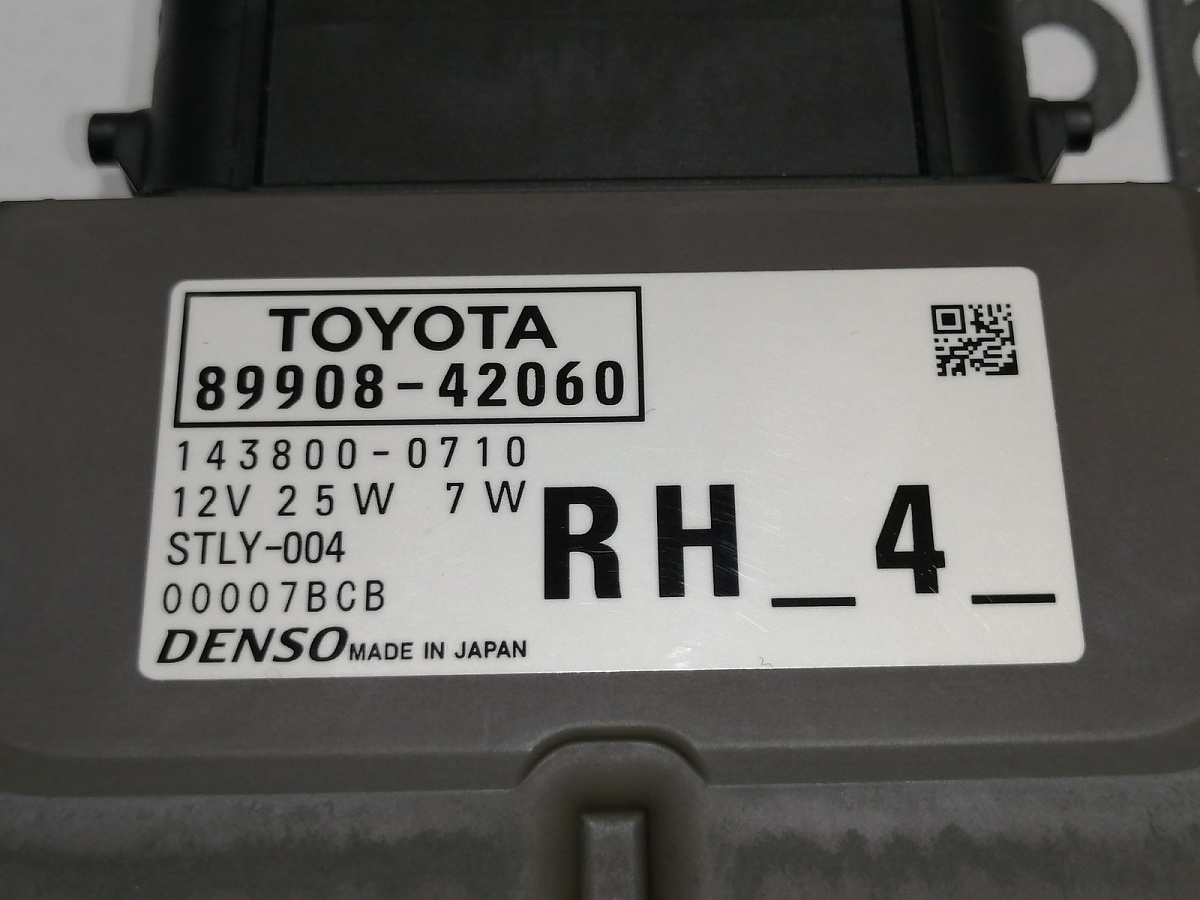 TOYOTA
89908-42060
143800-0710
12V 25W 7W
STLY-004
00007BCB
RH_4_
DENSO MADE IN JAPAN